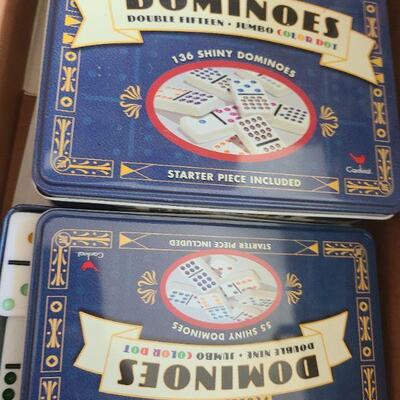 DOMINOES
DOUBLE FIFTEEN • JUMBO COLOR DOT
136 SHINY DOMINOES
STARTER PIECE INCLUDED
Cardinal
DOMINOES
DOUBLE NINE • JUMBO COLOR DOT
55 SHINY DOMINOES
STARTER PIECE INCLUDED
Cardinal